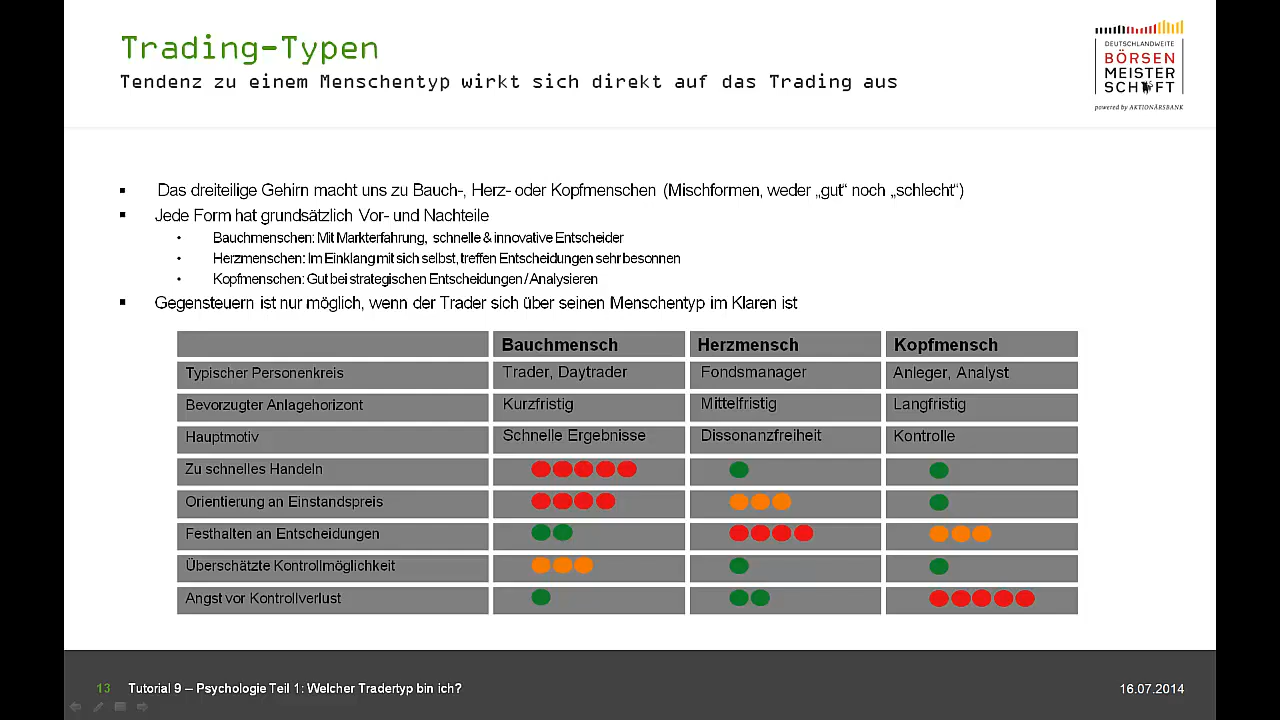 Trading-Typen
Tendenz zu einem Menschentyp wirkt sich direkt auf das Trading aus
DEUTSCHLANDWEITE
BÖRSEN
MEISTER
SCHAFT
powered by AKTIONÄRSBANK
Das dreiteilige Gehirn macht uns zu Bauch-, Herz- oder Kopfmenschen (Mischformen, weder „gut“ noch „schlecht“)
Jede Form hat grundsätzlich Vor- und Nachteile
Bauchmenschen: Mit Markterfahrung, schnelle & innovative Entscheider
Herzmenschen: Im Einklang mit sich selbst, treffen Entscheidungen sehr besonnen
Kopfmenschen: Gut bei strategischen Entscheidungen / Analysieren
Gegensteuern ist nur möglich, wenn der Trader sich über seinen Menschentyp im Klaren ist
Bauchmensch Herzmensch Kopfmensch
Typischer Personenkreis Trader, Daytrader Fondsmanager Anleger, Analyst
Bevorzugter Anlagehorizont Kurzfristig Mittelfristig Langfristig
Hauptmotiv Schnelle Ergebnisse Dissonanzfreiheit Kontrolle
Zu schnelles Handeln
Orientierung an Einstandspreis
Festhalten an Entscheidungen
Überschätzte Kontrollmöglichkeit
Angst vor Kontrollverlust
13 Tutorial 9 – Psychologie Teil 1: Welcher Tradertyp bin ich? 16.07.2014